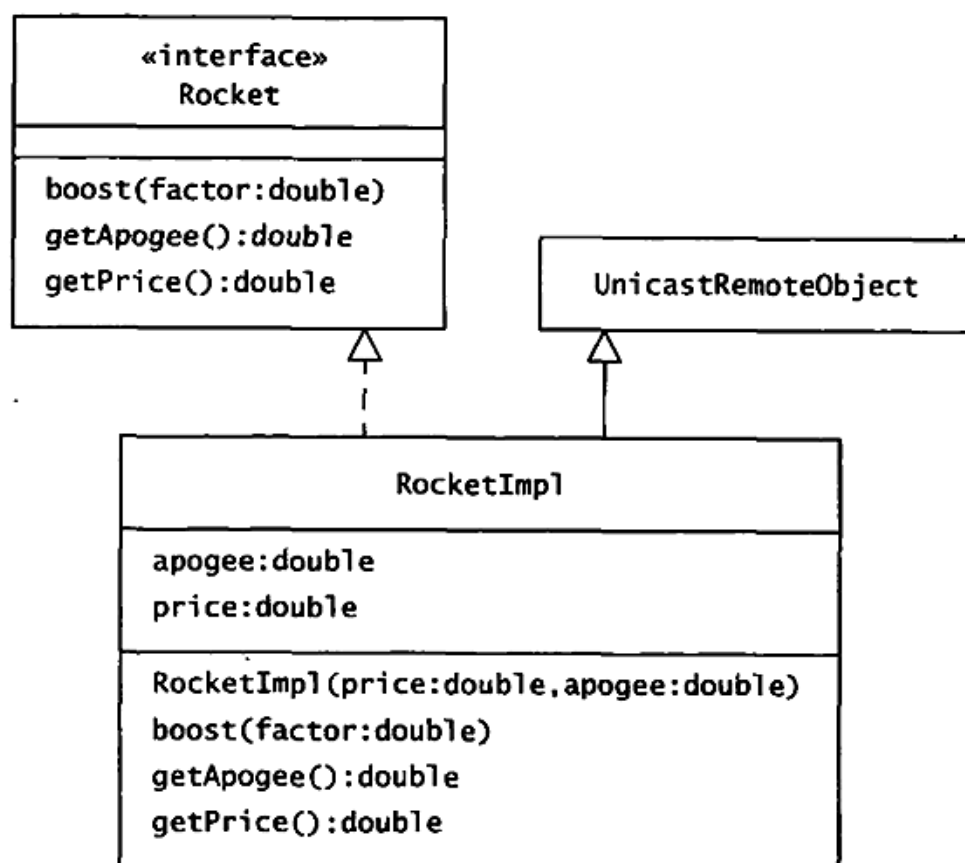 «interface»
Rocket
boost(factor:double)
getApogee():double
getPrice():double
UnicastRemoteObject
RocketImpl
apogee:double
price:double
RocketImpl(price:double,apogee:double)
boost(factor:double)
getApogee():double
getPrice():double